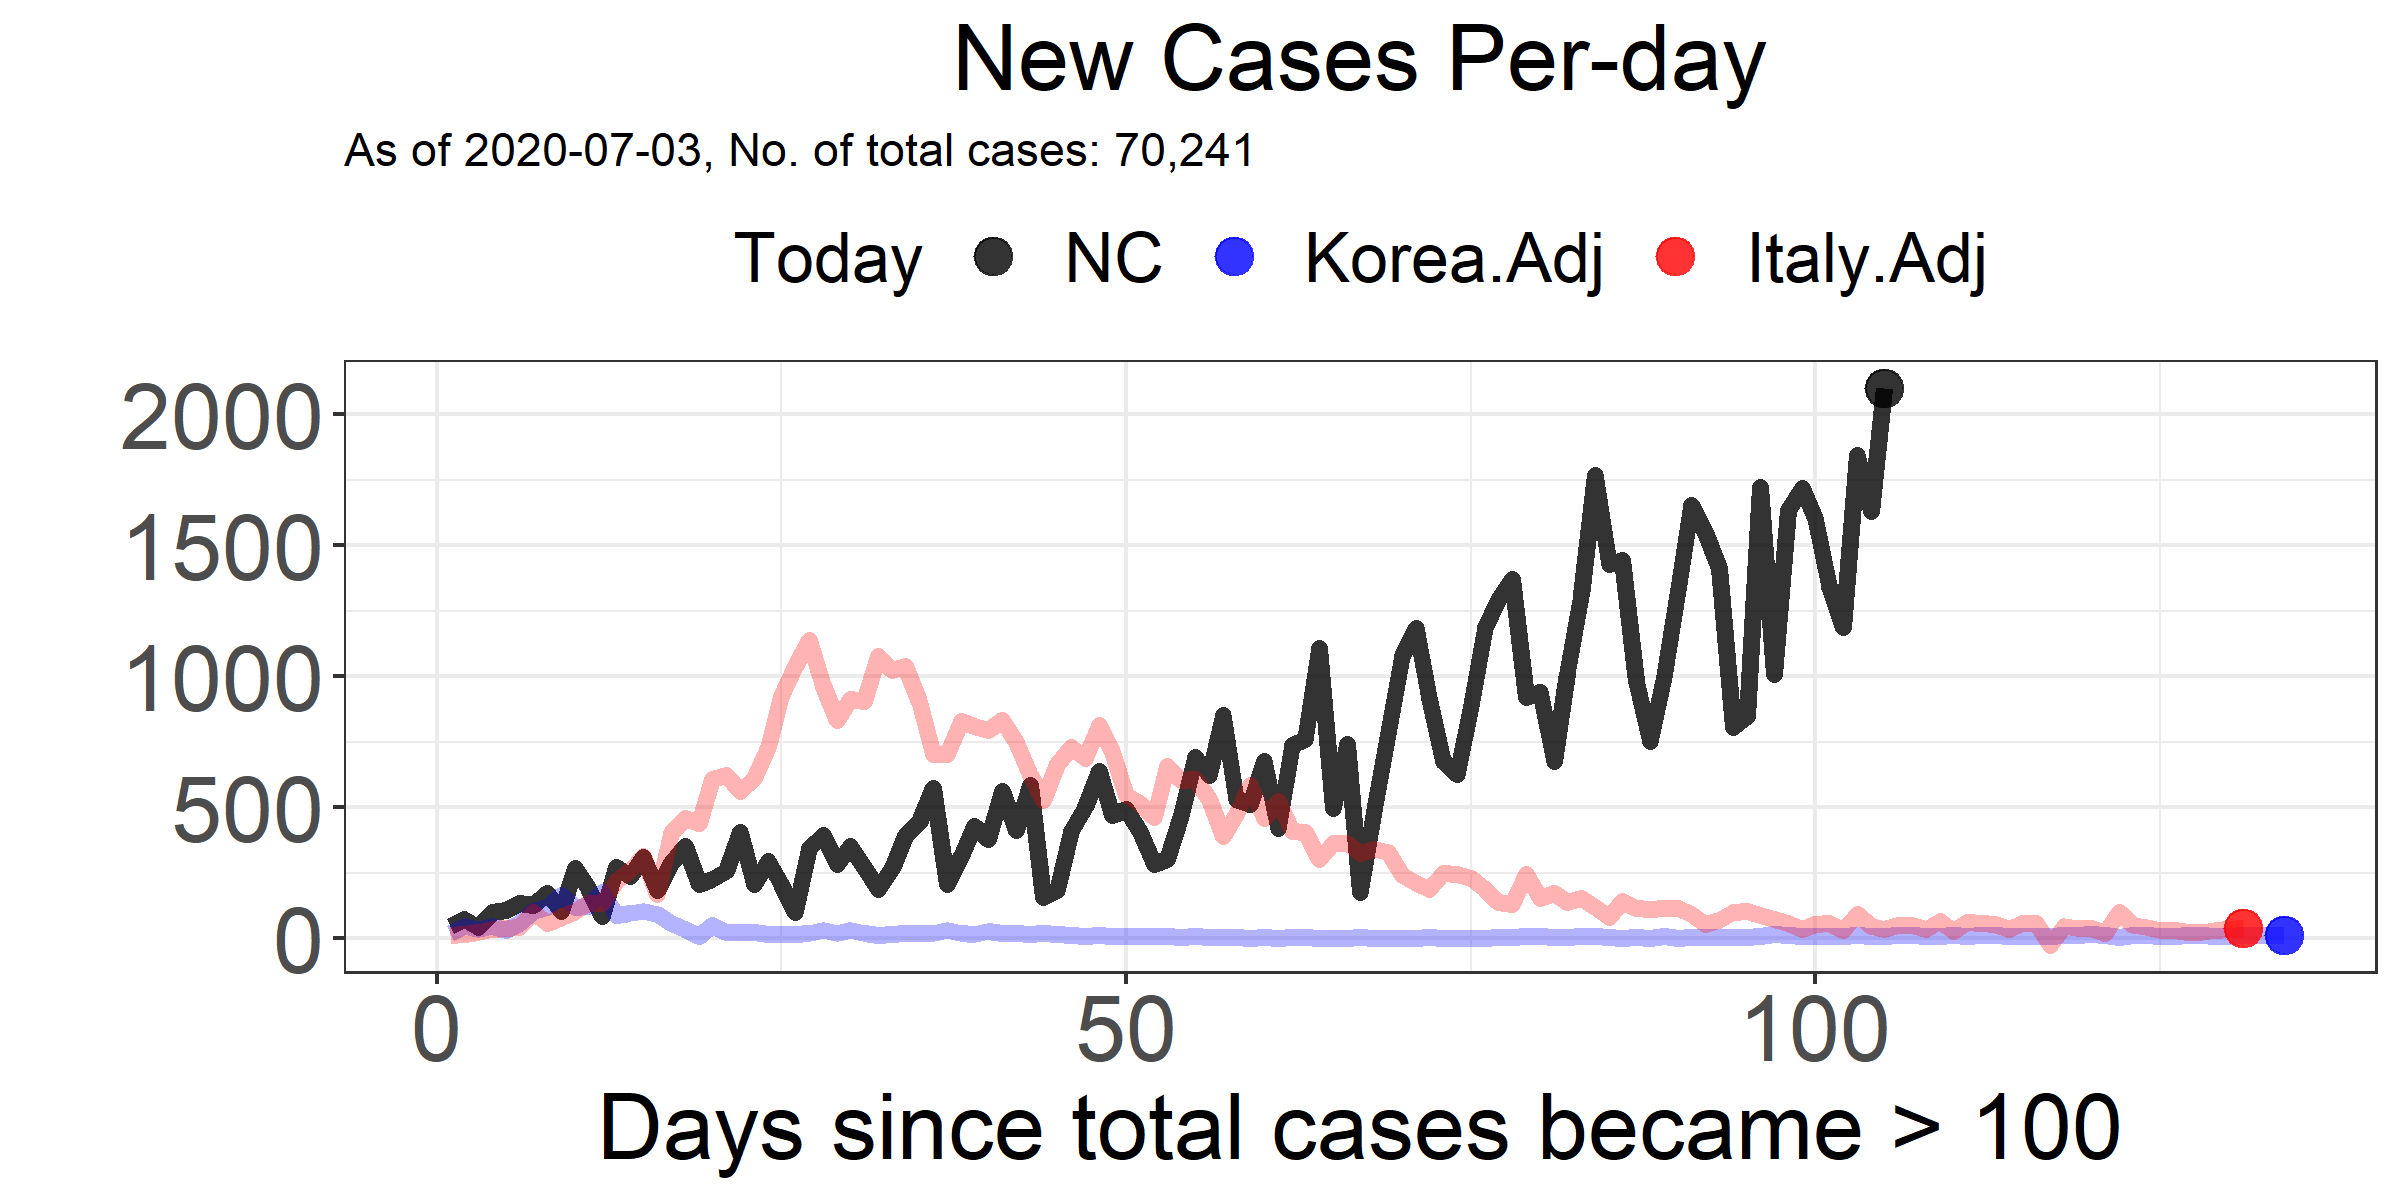 New Cases Per-day
As of 2020-07-03, No. of total cases: 70,241
Today NC Korea.Adj Italy.Adj
2000
1500
1000
500
0
0 50 100
Days since total cases became > 100